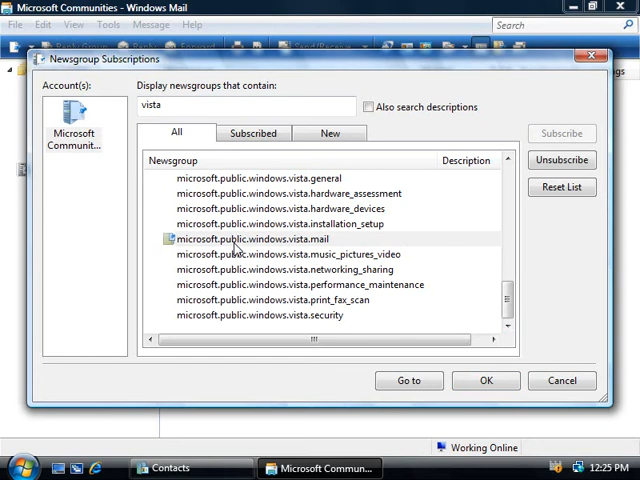 Microsoft Communities - Windows Mail
File Edit View Tools Message Help
Search
Newsgroup Subscriptions
Account(s):
Microsoft
Communit...
Display newsgroups that contain:
vista
Also search descriptions
All Subscribed New
Newsgroup Description
microsoft.public.windows.vista.general
microsoft.public.windows.vista.hardware_assessment
microsoft.public.windows.vista.hardware_devices
microsoft.public.windows.vista.installation_setup
microsoft.public.windows.vista.mail
microsoft.public.windows.vista.music_pictures_video
microsoft.public.windows.vista.networking_sharing
microsoft.public.windows.vista.performance_maintenance
microsoft.public.windows.vista.print_fax_scan
microsoft.public.windows.vista.security
Subscribe
Unsubscribe
Reset List
Go to OK Cancel
Working Online
Contacts
Microsoft Commun...
12:25 PM